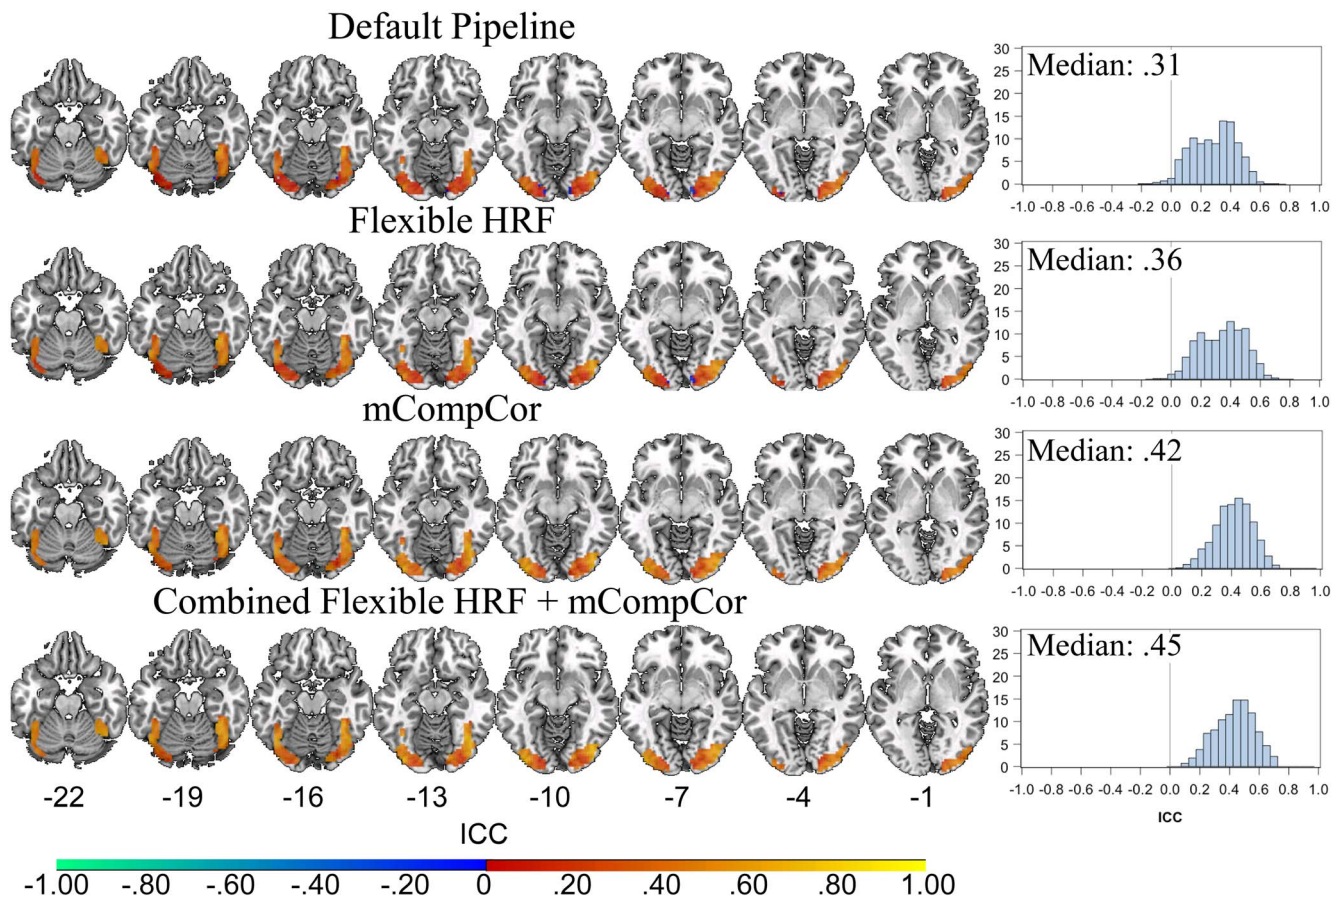 Default Pipeline
30
25
20
15
10
5
0
Median: .31
-1.0 -0.8 -0.6 -0.4 -0.2 0.0 0.2 0.4 0.6 0.8 1.0
Flexible HRF
30
25
20
15
10
5
0
Median: .36
-1.0 -0.8 -0.6 -0.4 -0.2 0.0 0.2 0.4 0.6 0.8 1.0
mCompCor
30
25
20
15
10
5
0
Median: .42
-1.0 -0.8 -0.6 -0.4 -0.2 0.0 0.2 0.4 0.6 0.8 1.0
Combined Flexible HRF + mCompCor
30
25
20
15
10
5
0
Median: .45
-1.0 -0.8 -0.6 -0.4 -0.2 0.0 0.2 0.4 0.6 0.8 1.0
ICC
-22 -19 -16 -13 -10 -7 -4 -1
ICC
-1.00 -.80 -.60 -.40 -.20 0 .20 .40 .60 .80 1.00